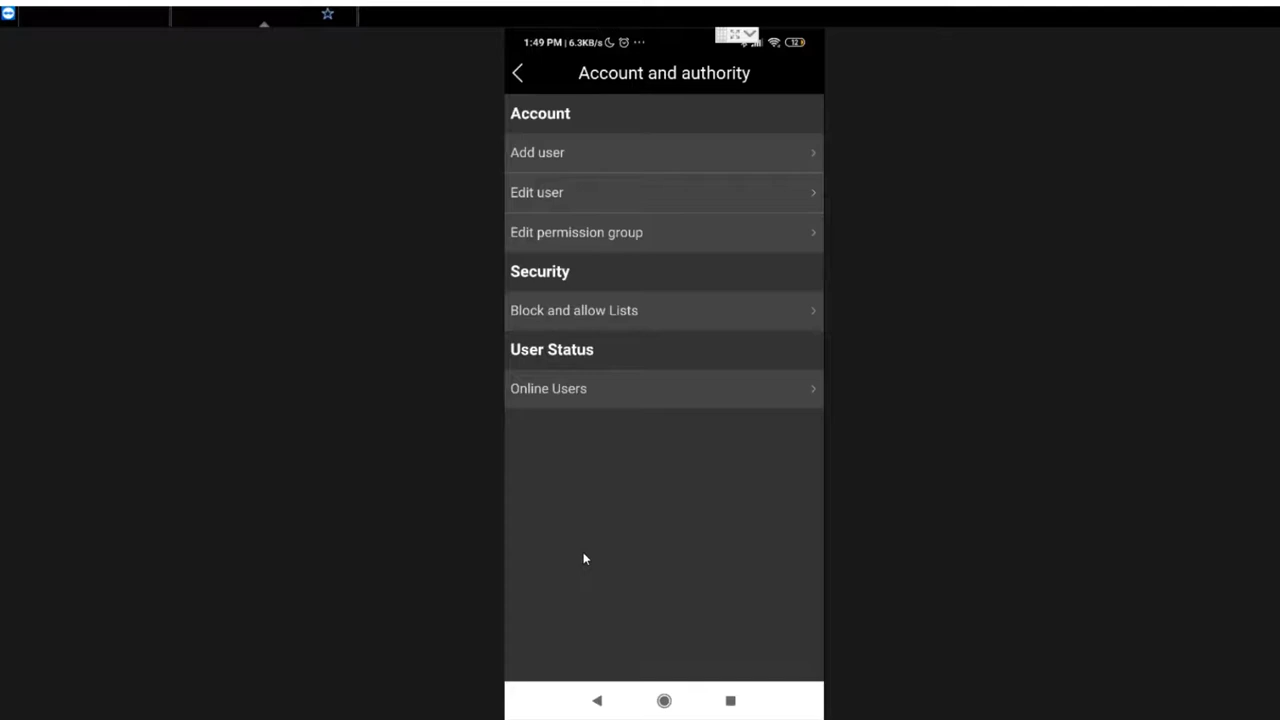 1:49 PM | 6.3KB/s ...
12
Account and authority
Account
Add user
Edit user
Edit permission group
Security
Block and allow Lists
User Status
Online Users